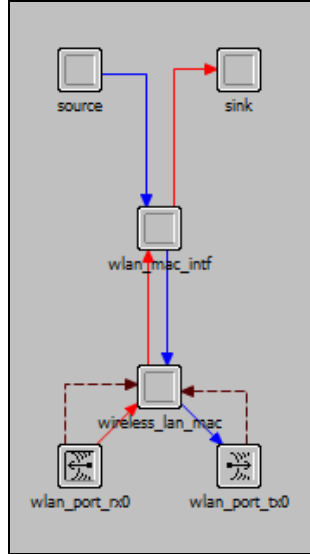 source
sink
wlan_mac_intf
wireless_lan_mac
wlan_port_rx0
wlan_port_tx0